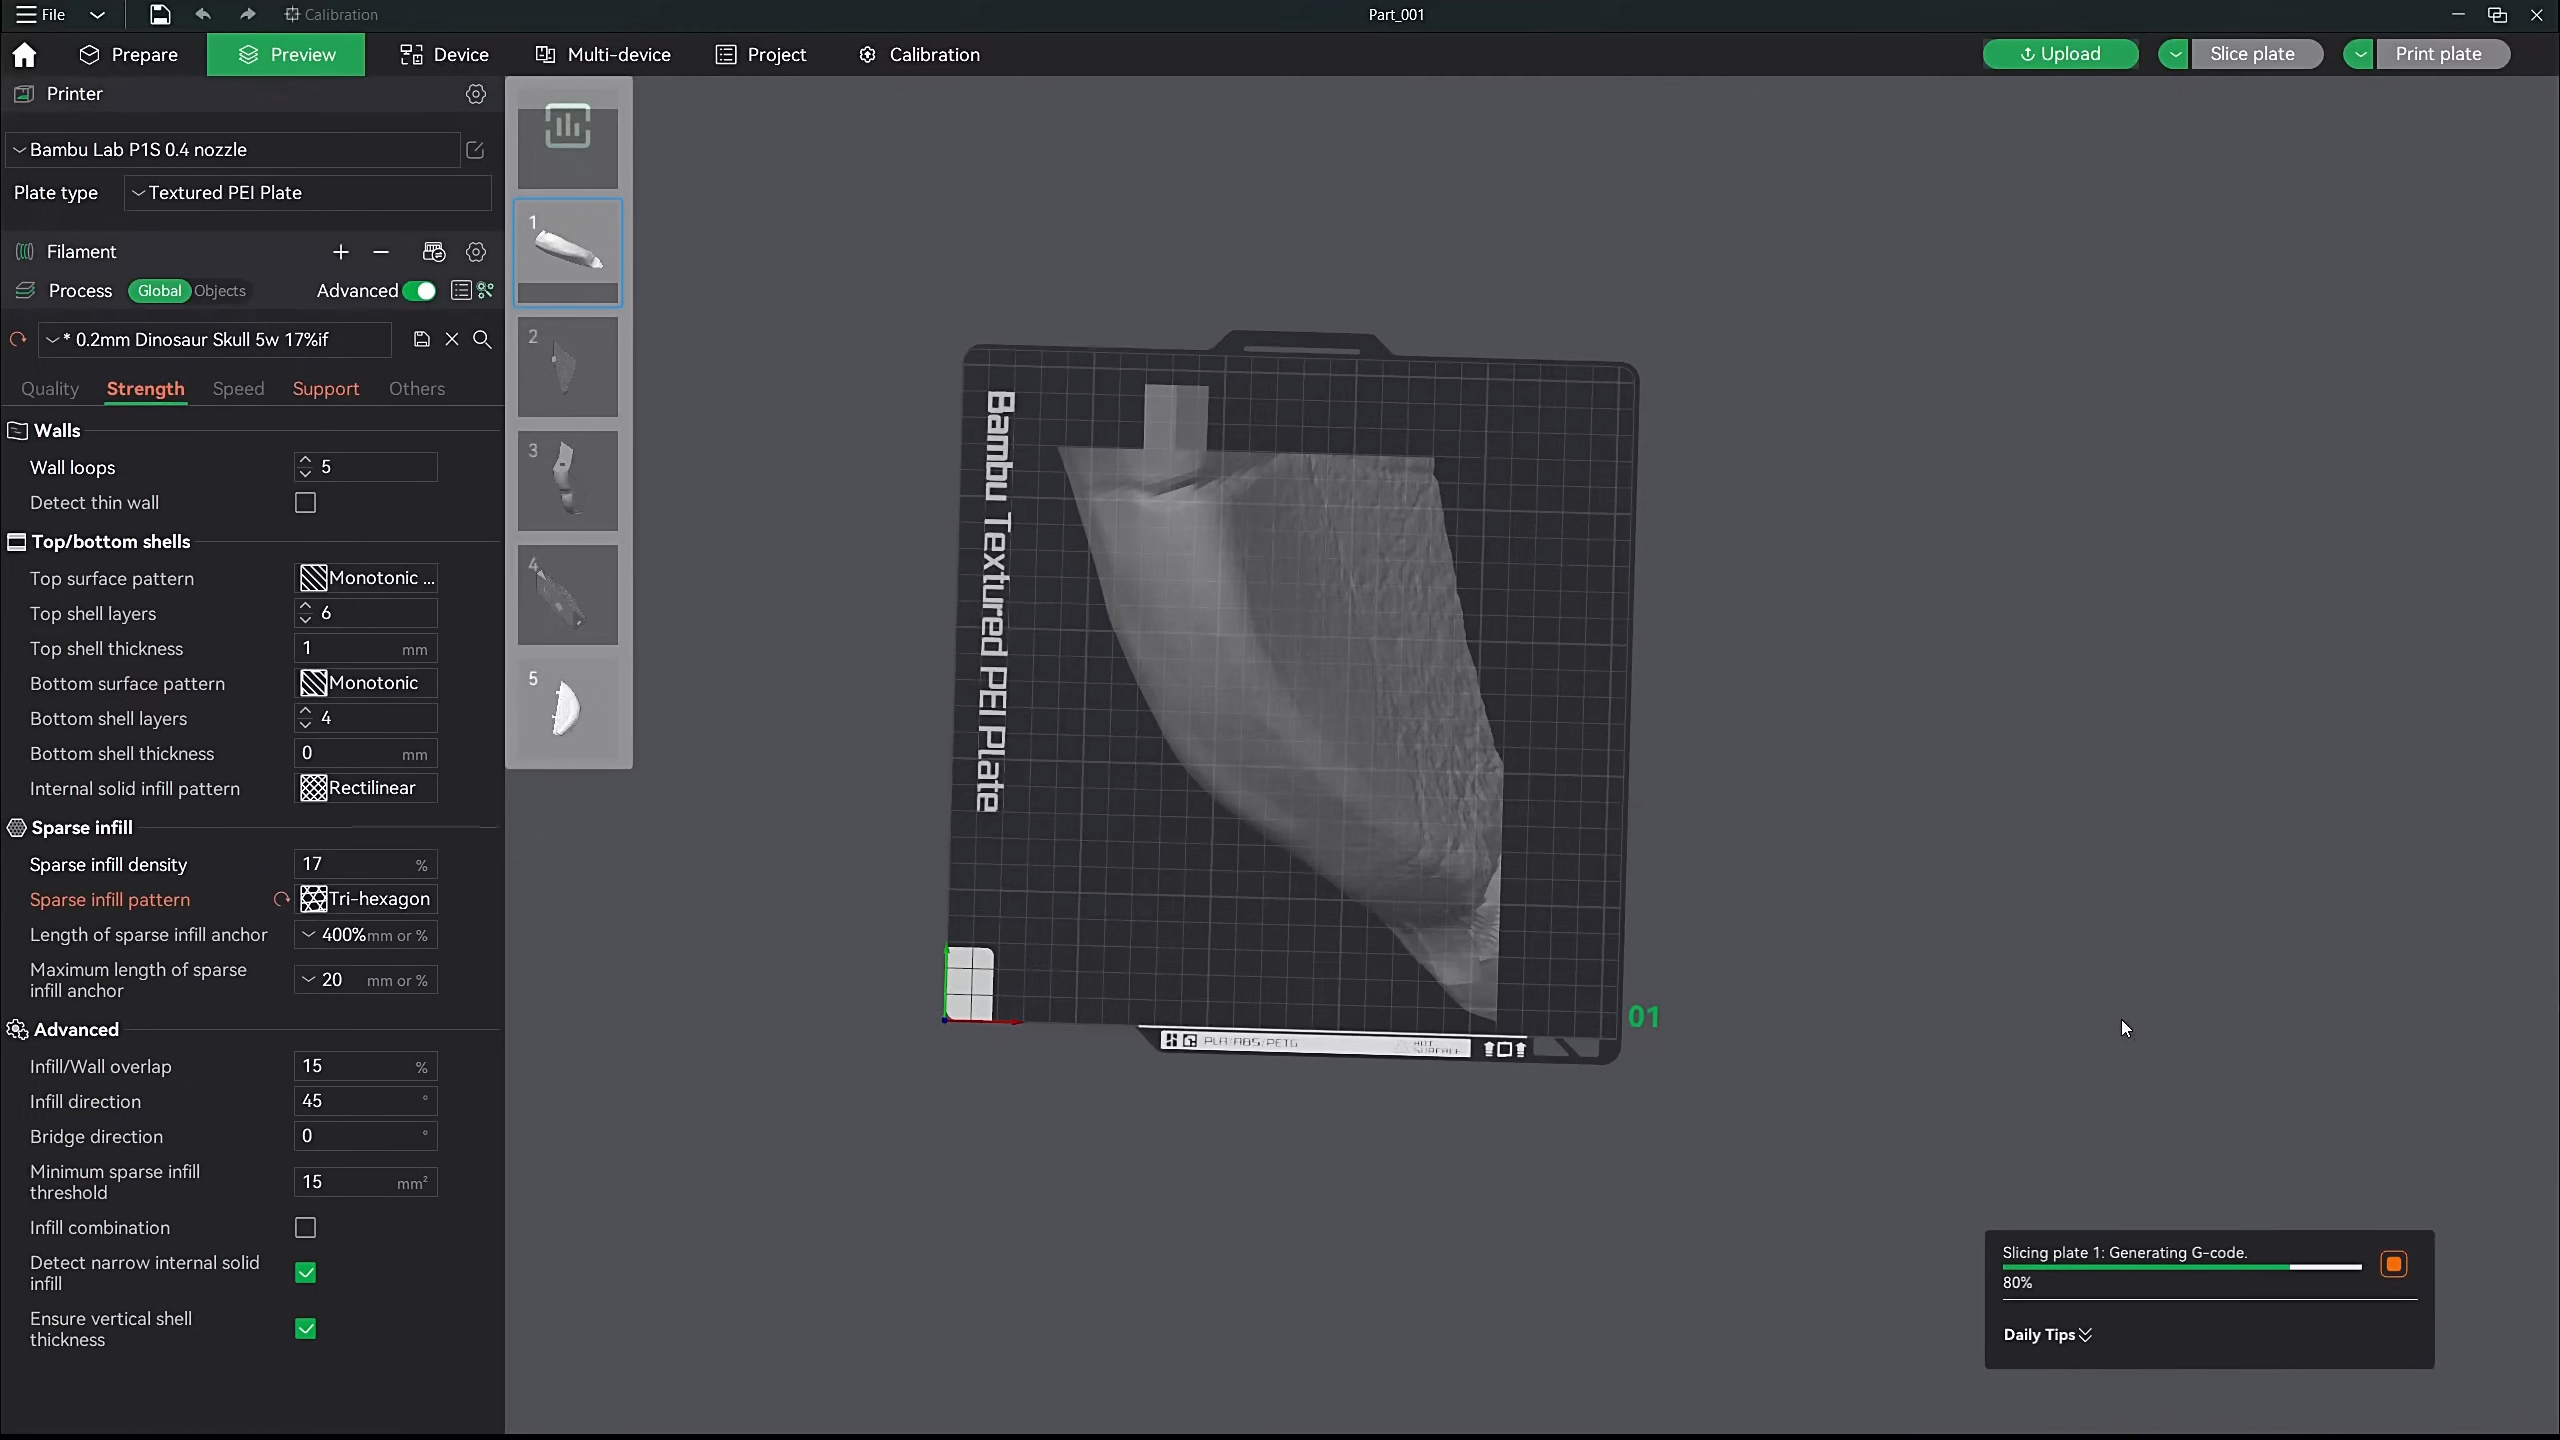 File
Calibration
Part_001
Prepare
Preview
Device
Multi-device
Project
Calibration
Upload
Slice plate
Print plate
Printer
Bambu Lab P1S 0.4 nozzle
Plate type
Textured PEI Plate
Filament
Process
Global
Objects
Advanced
* 0.2mm Dinosaur Skull 5w 17%if
Quality
Strength
Speed
Support
Others
Walls
Wall loops
5
Detect thin wall
Top/bottom shells
Top surface pattern
Monotonic ...
Top shell layers
6
Top shell thickness
1 mm
Bottom surface pattern
Monotonic
Bottom shell layers
4
Bottom shell thickness
0 mm
Internal solid infill pattern
Rectilinear
Sparse infill
Sparse infill density
17 %
Sparse infill pattern
Tri-hexagon
Length of sparse infill anchor
400% mm or %
Maximum length of sparse
infill anchor
20 mm or %
Advanced
Infill/Wall overlap
15 %
Infill direction
45 °
Bridge direction
0 °
Minimum sparse infill
threshold
15 mm²
Infill combination
Detect narrow internal solid
infill
Ensure vertical shell
thickness
1
2
3
4
5
Bambu Textured PEI Plate
01
PLA/ABS/PETG
HOT
SURFACE
Slicing plate 1: Generating G-code.
80%
Daily Tips